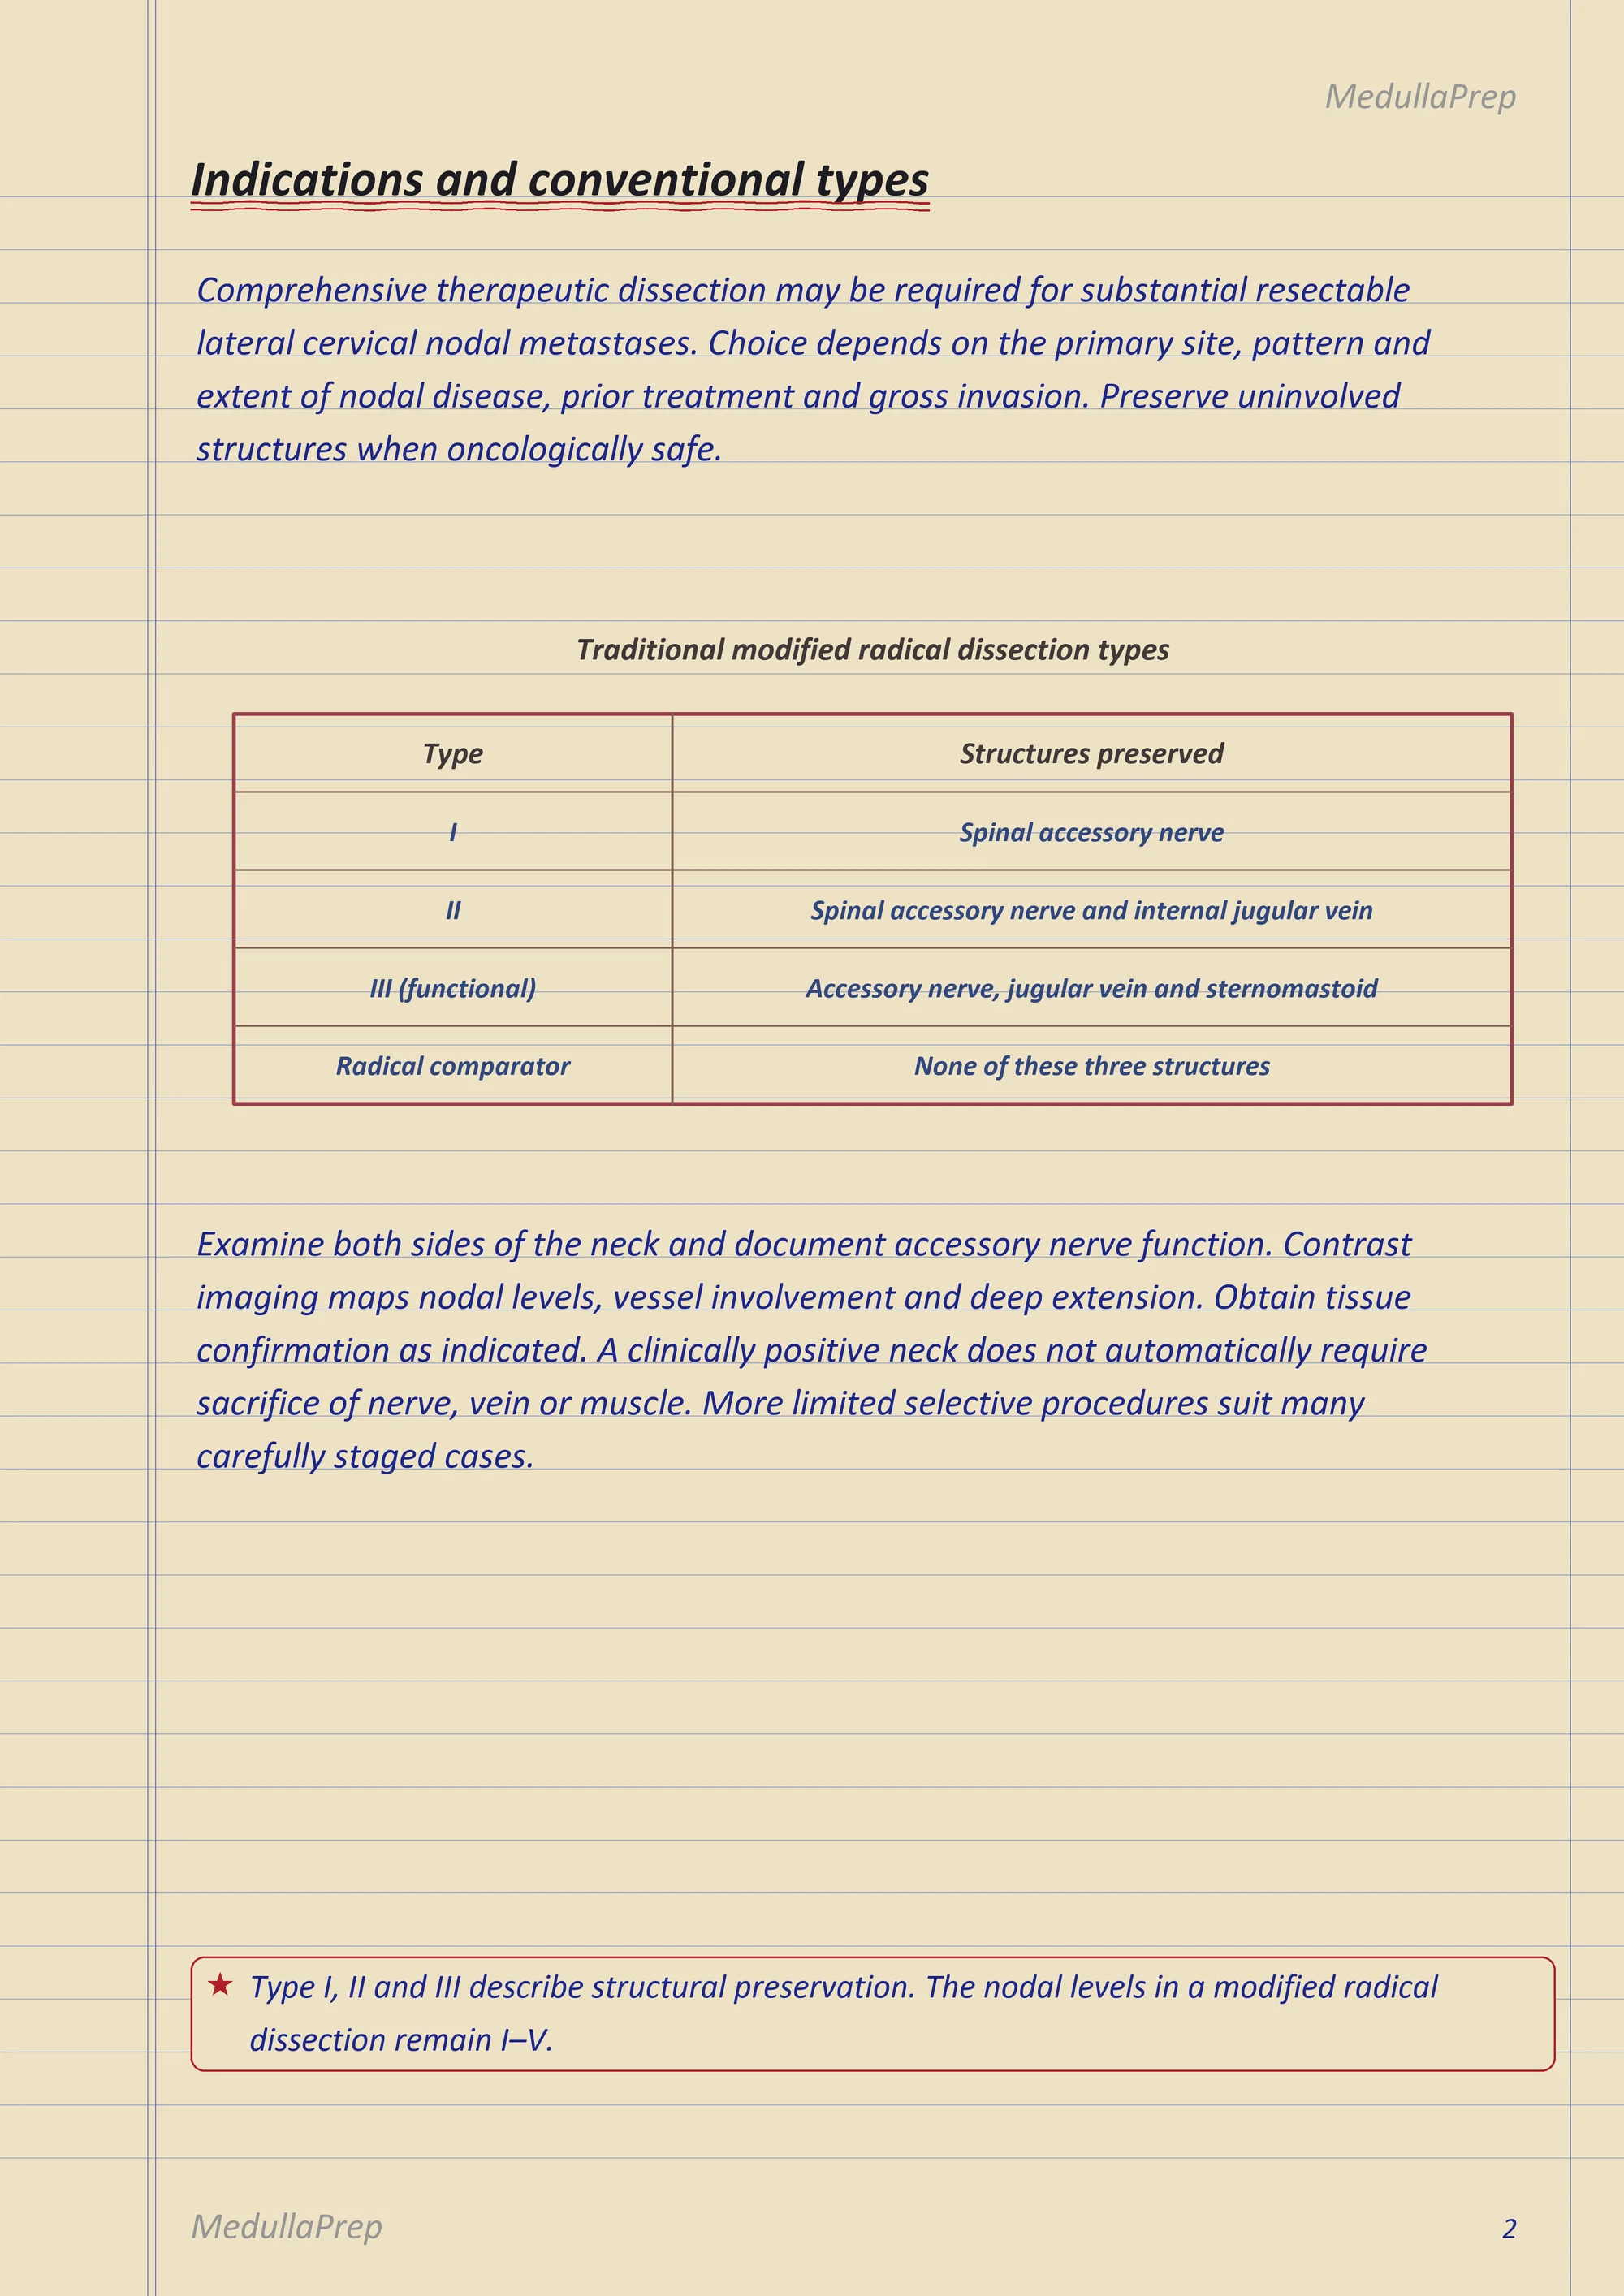 MedullaPrep
Indications and conventional types
Comprehensive therapeutic dissection may be required for substantial resectable
lateral cervical nodal metastases. Choice depends on the primary site, pattern and
extent of nodal disease, prior treatment and gross invasion. Preserve uninvolved
structures when oncologically safe.
Traditional modified radical dissection types
Type Structures preserved
I Spinal accessory nerve
II Spinal accessory nerve and internal jugular vein
III (functional) Accessory nerve, jugular vein and sternomastoid
Radical comparator None of these three structures
Examine both sides of the neck and document accessory nerve function. Contrast
imaging maps nodal levels, vessel involvement and deep extension. Obtain tissue
confirmation as indicated. A clinically positive neck does not automatically require
sacrifice of nerve, vein or muscle. More limited selective procedures suit many
carefully staged cases.
★ Type I, II and III describe structural preservation. The nodal levels in a modified radical
dissection remain I–V.
MedullaPrep 2